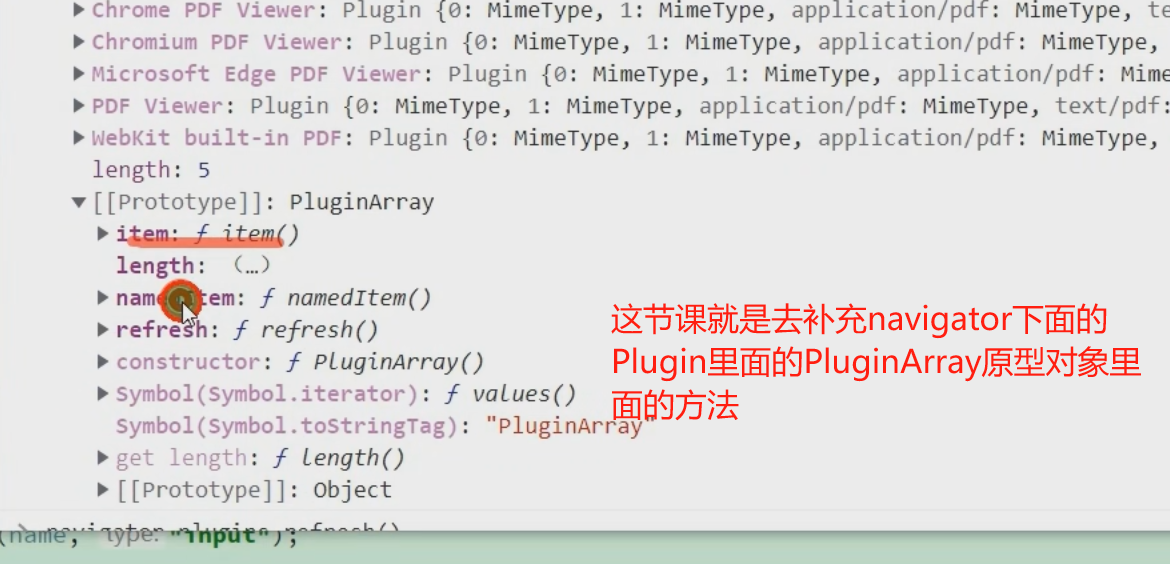 ▶Chrome PDF Viewer: Plugin {0: MimeType, 1: MimeType, application/pdf: MimeType, te
▶Chromium PDF Viewer: Plugin {0: MimeType, 1: MimeType, application/pdf: MimeType,
▶Microsoft Edge PDF Viewer: Plugin {0: MimeType, 1: MimeType, application/pdf: Mime
▶PDF Viewer: Plugin {0: MimeType, 1: MimeType, application/pdf: MimeType, text/pdf:
▶WebKit built-in PDF: Plugin {0: MimeType, 1: MimeType, application/pdf: MimeType,
length: 5
▼[[Prototype]]: PluginArray
▶item: ƒ item()
length: (…)
▶namedItem: ƒ namedItem()
▶refresh: ƒ refresh()
▶constructor: ƒ PluginArray()
▶Symbol(Symbol.iterator): ƒ values()
Symbol(Symbol.toStringTag): "PluginArray"
▶get length: ƒ length()
▶[[Prototype]]: Object
navigator.plugins.refresh()
(name, type: "input");
这节课就是去补充navigator下面的
Plugin里面的PluginArray原型对象里
面的方法